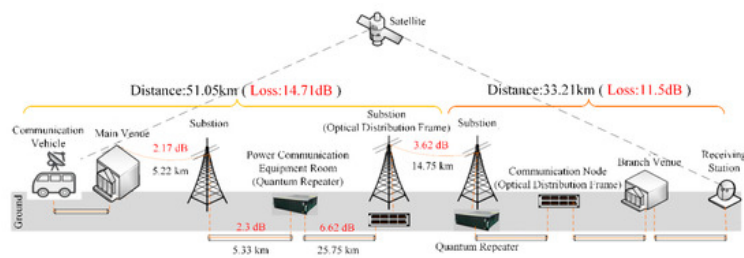 Satellite
Distance:51.05km ( Loss:14.71dB )
Distance:33.21km ( Loss:11.5dB )
Communication
Vehicle
Main Venue
2.17 dB
5.22 km
Substion
Power Communication
Equipment Room
(Quantum Repeater)
Substion
(Optical Distribution Frame)
3.62 dB
14.75 km
Substion
Communication Node
(Optical Distribution Frame)
Branch Venue
Receiving
Station
Ground
2.3 dB
5.33 km
6.62 dB
25.75 km
Quantum Repeater